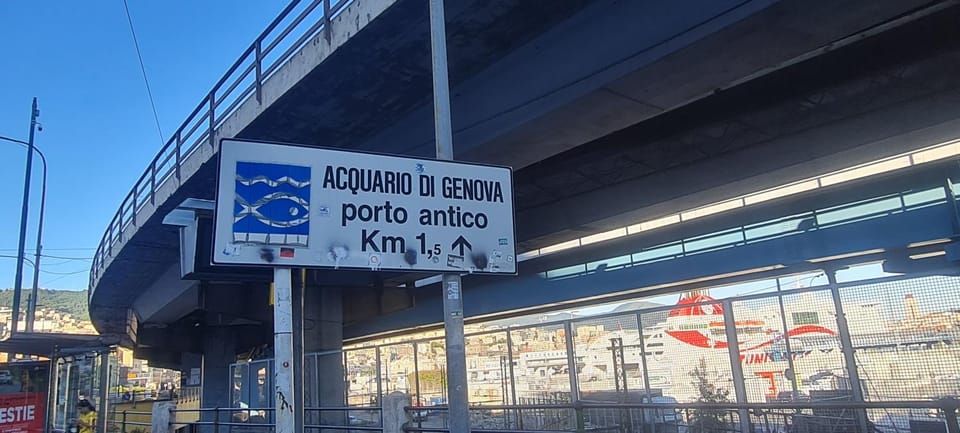 ACQUARIO DI GENOVA
porto antico
Km 1,5
ESTIE